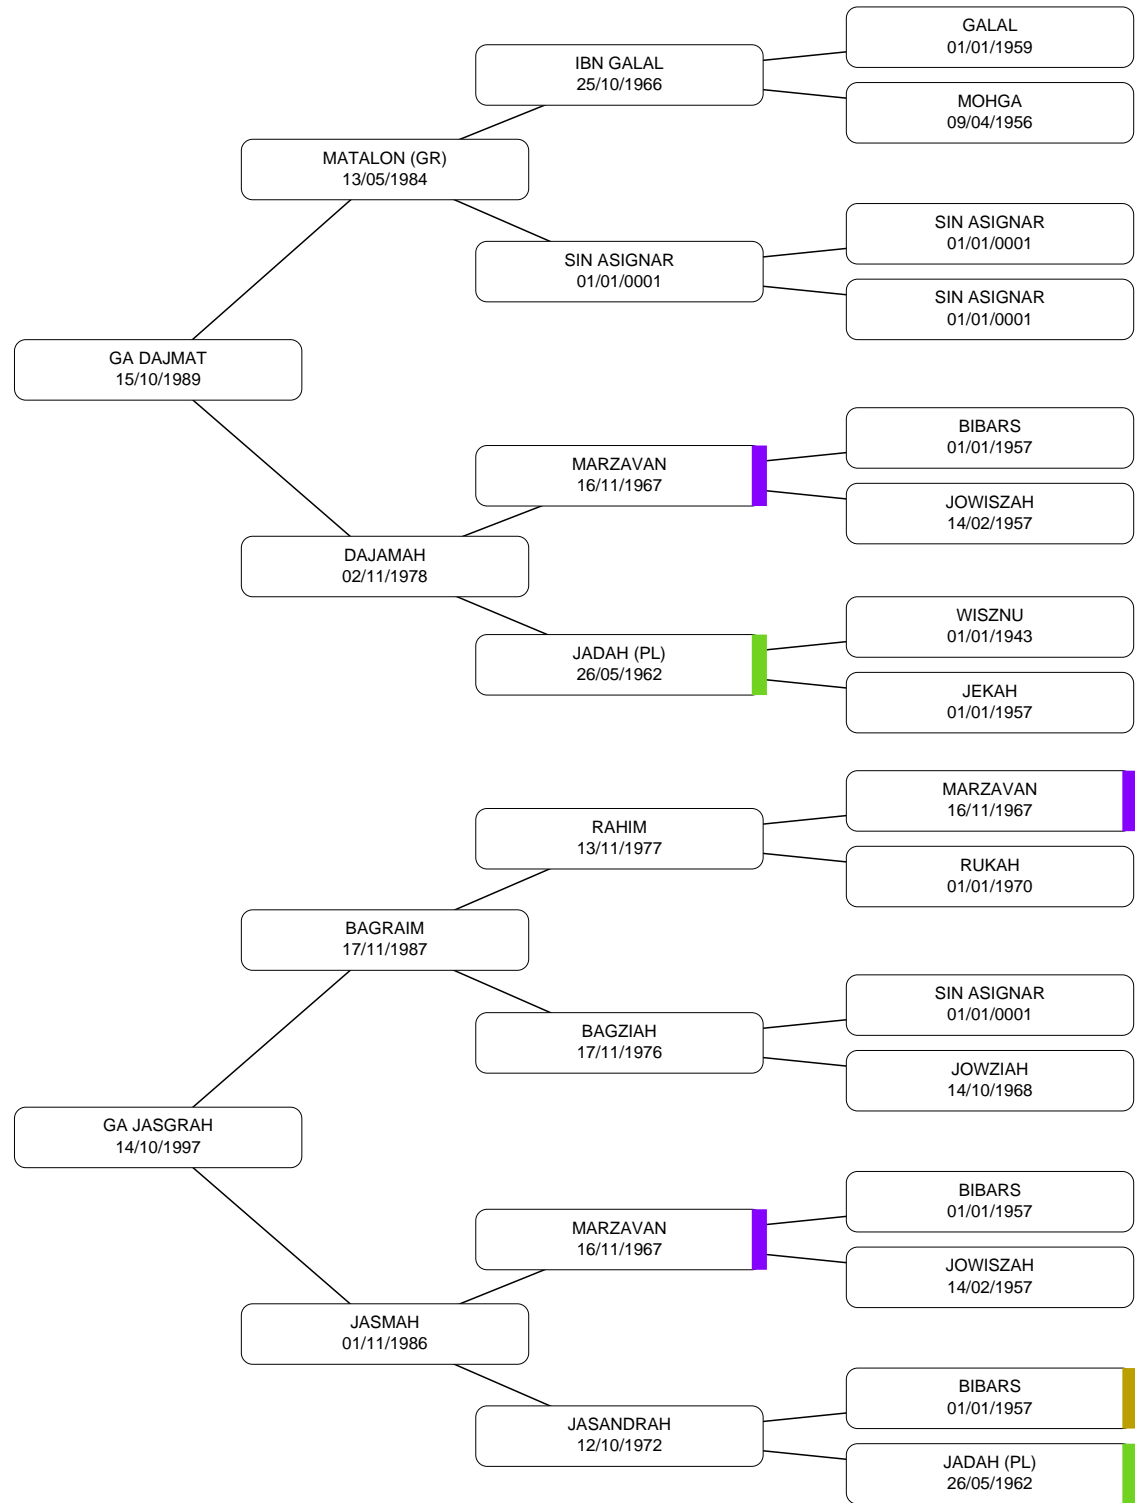 GALAL
01/01/1959
IBN GALAL
25/10/1966
MOHGA
09/04/1956
MATALON (GR)
13/05/1984
SIN ASIGNAR
01/01/0001
SIN ASIGNAR
01/01/0001
SIN ASIGNAR
01/01/0001
GA DAJMAT
15/10/1989
BIBARS
01/01/1957
MARZAVAN
16/11/1967
JOWISZAH
14/02/1957
DAJAMAH
02/11/1978
WISZNU
01/01/1943
JADAH (PL)
26/05/1962
JEKAH
01/01/1957
MARZAVAN
16/11/1967
RAHIM
13/11/1977
RUKAH
01/01/1970
BAGRAIM
17/11/1987
SIN ASIGNAR
01/01/0001
BAGZIAH
17/11/1976
JOWZIAH
14/10/1968
GA JASGRAH
14/10/1997
BIBARS
01/01/1957
MARZAVAN
16/11/1967
JOWISZAH
14/02/1957
JASMAH
01/11/1986
BIBARS
01/01/1957
JASANDRAH
12/10/1972
JADAH (PL)
26/05/1962